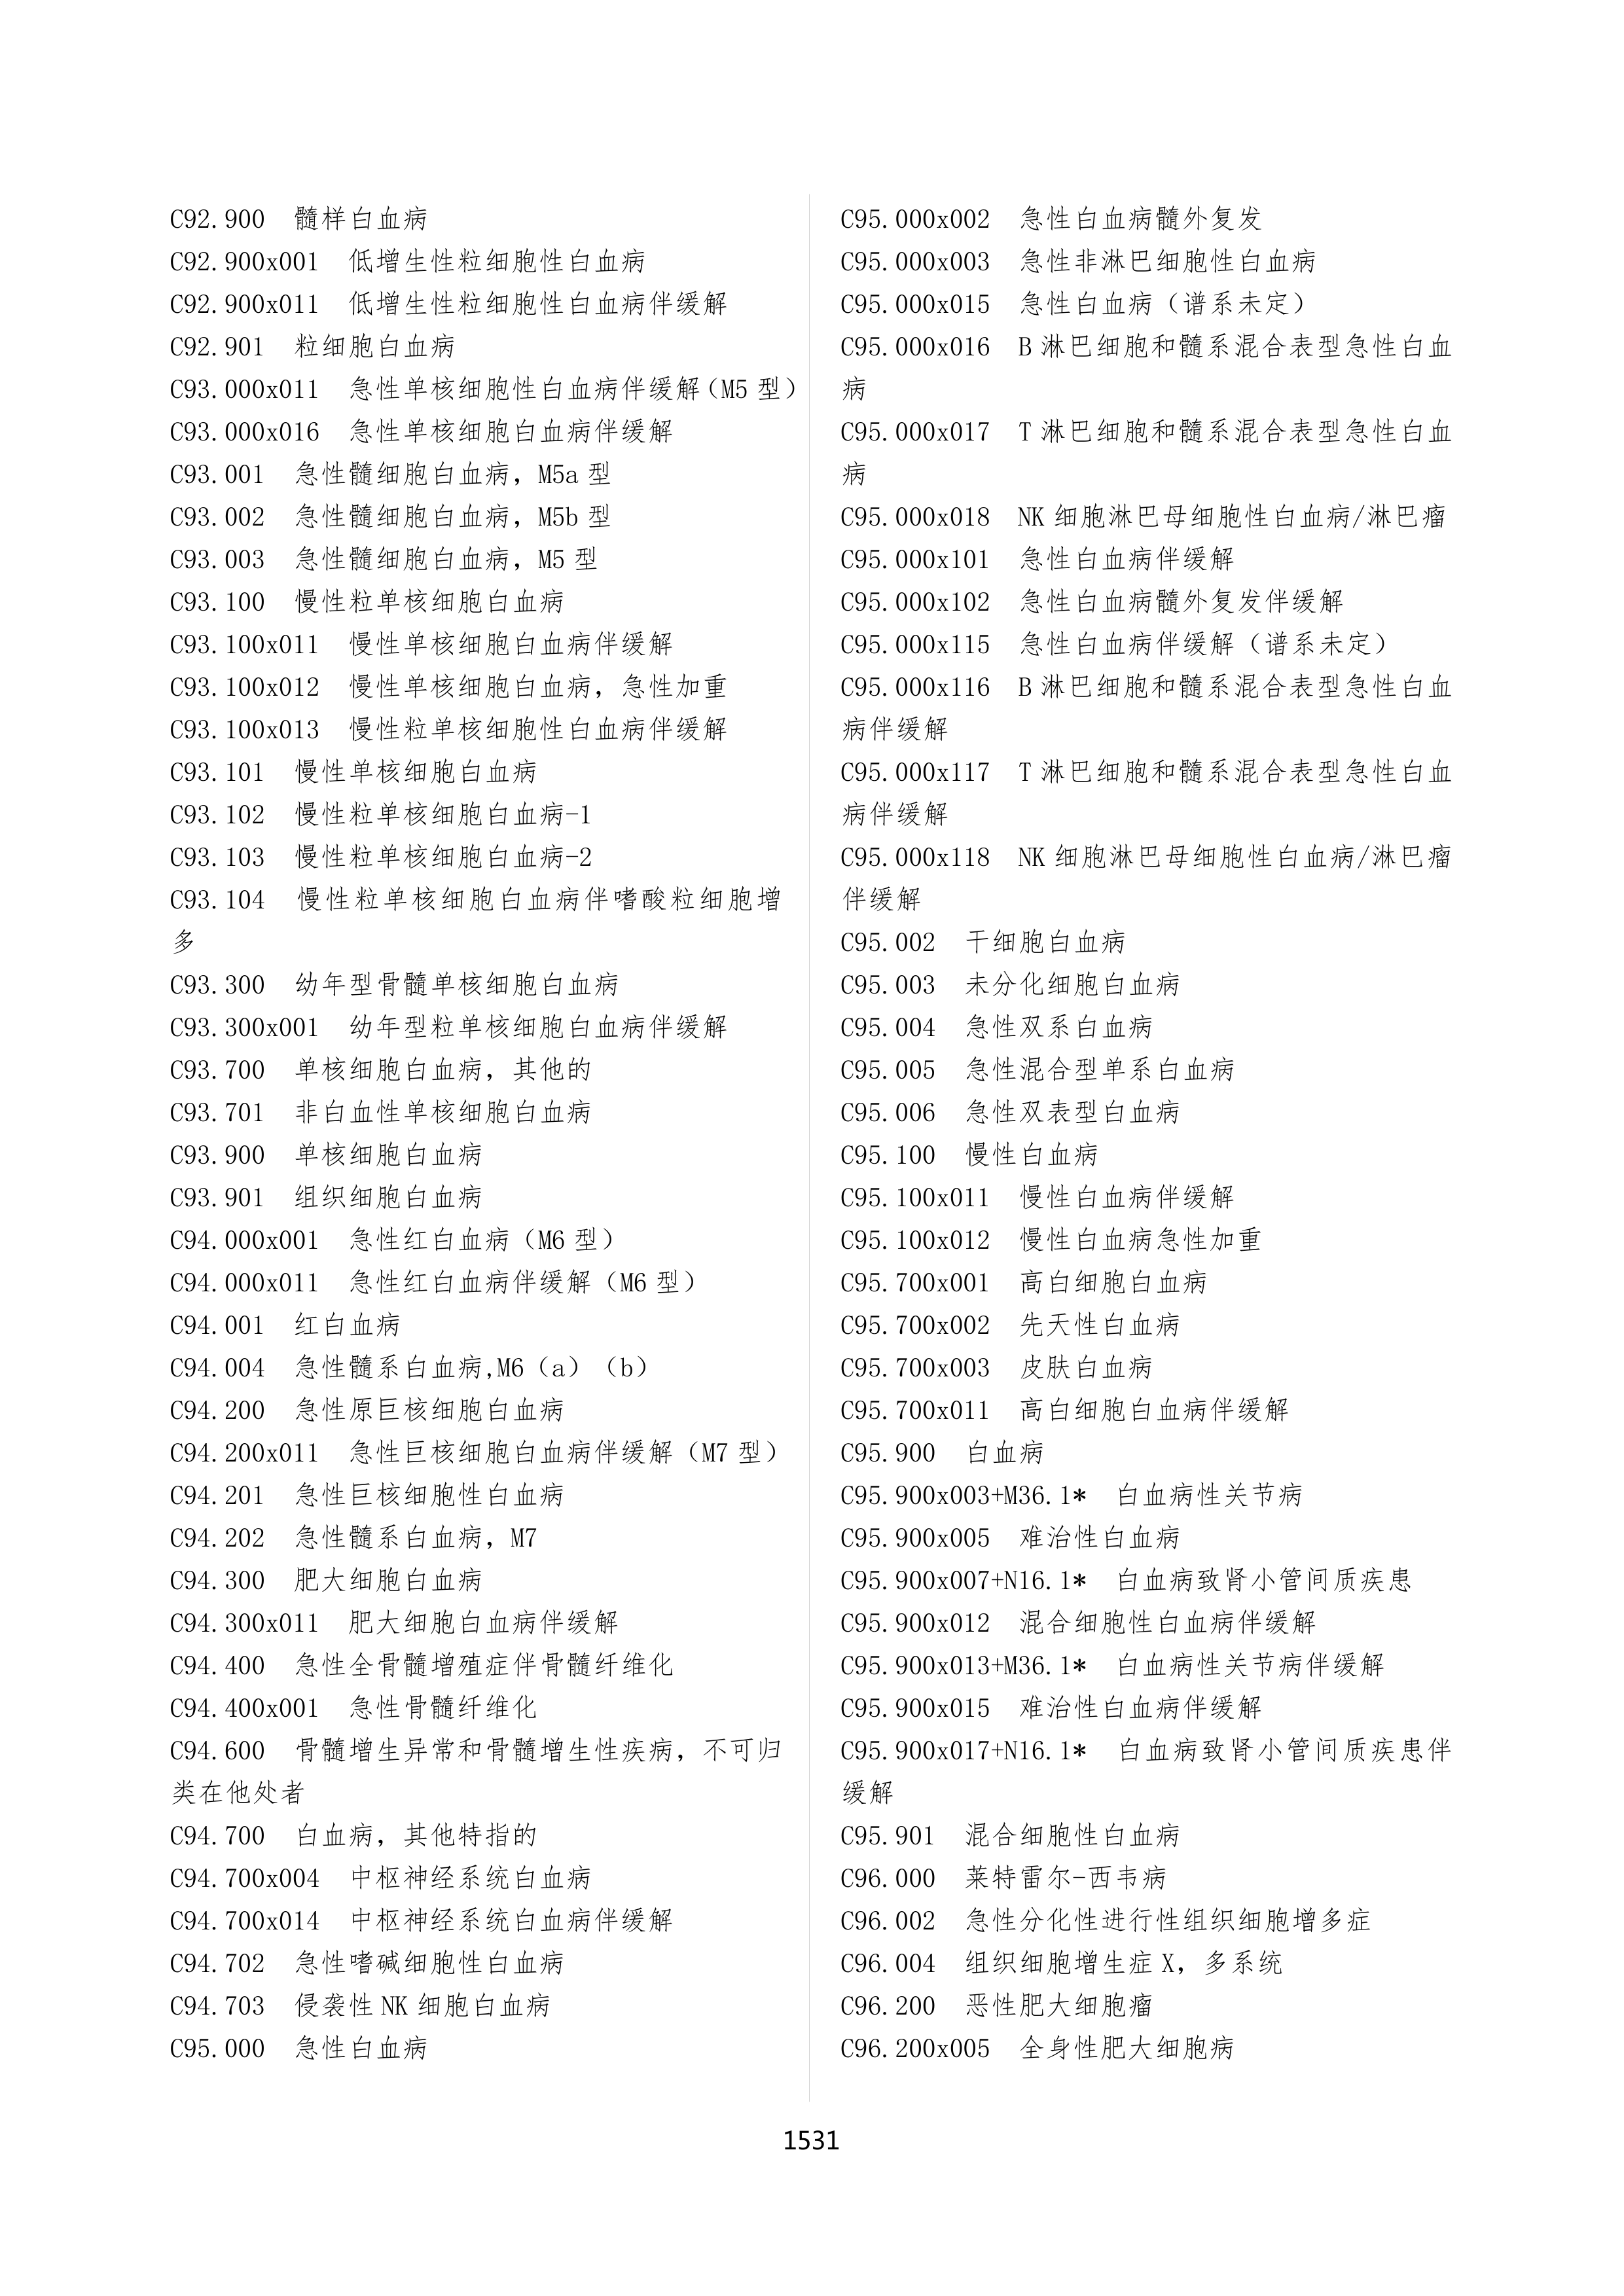 C92.900 髓样白血病
C92.900x001 低增生性粒细胞性白血病
C92.900x011 低增生性粒细胞性白血病伴缓解
C92.901 粒细胞白血病
C93.000x011 急性单核细胞性白血病伴缓解（M5 型）
C93.000x016 急性单核细胞白血病伴缓解
C93.001 急性髓细胞白血病，M5a 型
C93.002 急性髓细胞白血病，M5b 型
C93.003 急性髓细胞白血病，M5 型
C93.100 慢性粒单核细胞白血病
C93.100x011 慢性单核细胞白血病伴缓解
C93.100x012 慢性单核细胞白血病，急性加重
C93.100x013 慢性粒单核细胞性白血病伴缓解
C93.101 慢性单核细胞白血病
C93.102 慢性粒单核细胞白血病-1
C93.103 慢性粒单核细胞白血病-2
C93.104 慢性粒单核细胞白血病伴嗜酸粒细胞增
多
C93.300 幼年型骨髓单核细胞白血病
C93.300x001 幼年型粒单核细胞白血病伴缓解
C93.700 单核细胞白血病，其他的
C93.701 非白血性单核细胞白血病
C93.900 单核细胞白血病
C93.901 组织细胞白血病
C94.000x001 急性红白血病（M6 型）
C94.000x011 急性红白血病伴缓解（M6 型）
C94.001 红白血病
C94.004 急性髓系白血病,M6（a）（b）
C94.200 急性原巨核细胞白血病
C94.200x011 急性巨核细胞白血病伴缓解（M7 型）
C94.201 急性巨核细胞性白血病
C94.202 急性髓系白血病，M7
C94.300 肥大细胞白血病
C94.300x011 肥大细胞白血病伴缓解
C94.400 急性全骨髓增殖症伴骨髓纤维化
C94.400x001 急性骨髓纤维化
C94.600 骨髓增生异常和骨髓增生性疾病，不可归
类在他处者
C94.700 白血病，其他特指的
C94.700x004 中枢神经系统白血病
C94.700x014 中枢神经系统白血病伴缓解
C94.702 急性嗜碱细胞性白血病
C94.703 侵袭性 NK 细胞白血病
C95.000 急性白血病
C95.000x002 急性白血病髓外复发
C95.000x003 急性非淋巴细胞性白血病
C95.000x015 急性白血病（谱系未定）
C95.000x016 B 淋巴细胞和髓系混合表型急性白血
病
C95.000x017 T 淋巴细胞和髓系混合表型急性白血
病
C95.000x018 NK 细胞淋巴母细胞性白血病/淋巴瘤
C95.000x101 急性白血病伴缓解
C95.000x102 急性白血病髓外复发伴缓解
C95.000x115 急性白血病伴缓解（谱系未定）
C95.000x116 B 淋巴细胞和髓系混合表型急性白血
病伴缓解
C95.000x117 T 淋巴细胞和髓系混合表型急性白血
病伴缓解
C95.000x118 NK 细胞淋巴母细胞性白血病/淋巴瘤
伴缓解
C95.002 干细胞白血病
C95.003 未分化细胞白血病
C95.004 急性双系白血病
C95.005 急性混合型单系白血病
C95.006 急性双表型白血病
C95.100 慢性白血病
C95.100x011 慢性白血病伴缓解
C95.100x012 慢性白血病急性加重
C95.700x001 高白细胞白血病
C95.700x002 先天性白血病
C95.700x003 皮肤白血病
C95.700x011 高白细胞白血病伴缓解
C95.900 白血病
C95.900x003+M36.1* 白血病性关节病
C95.900x005 难治性白血病
C95.900x007+N16.1* 白血病致肾小管间质疾患
C95.900x012 混合细胞性白血病伴缓解
C95.900x013+M36.1* 白血病性关节病伴缓解
C95.900x015 难治性白血病伴缓解
C95.900x017+N16.1* 白血病致肾小管间质疾患伴
缓解
C95.901 混合细胞性白血病
C96.000 莱特雷尔-西韦病
C96.002 急性分化性进行性组织细胞增多症
C96.004 组织细胞增生症 X，多系统
C96.200 恶性肥大细胞瘤
C96.200x005 全身性肥大细胞病
1531